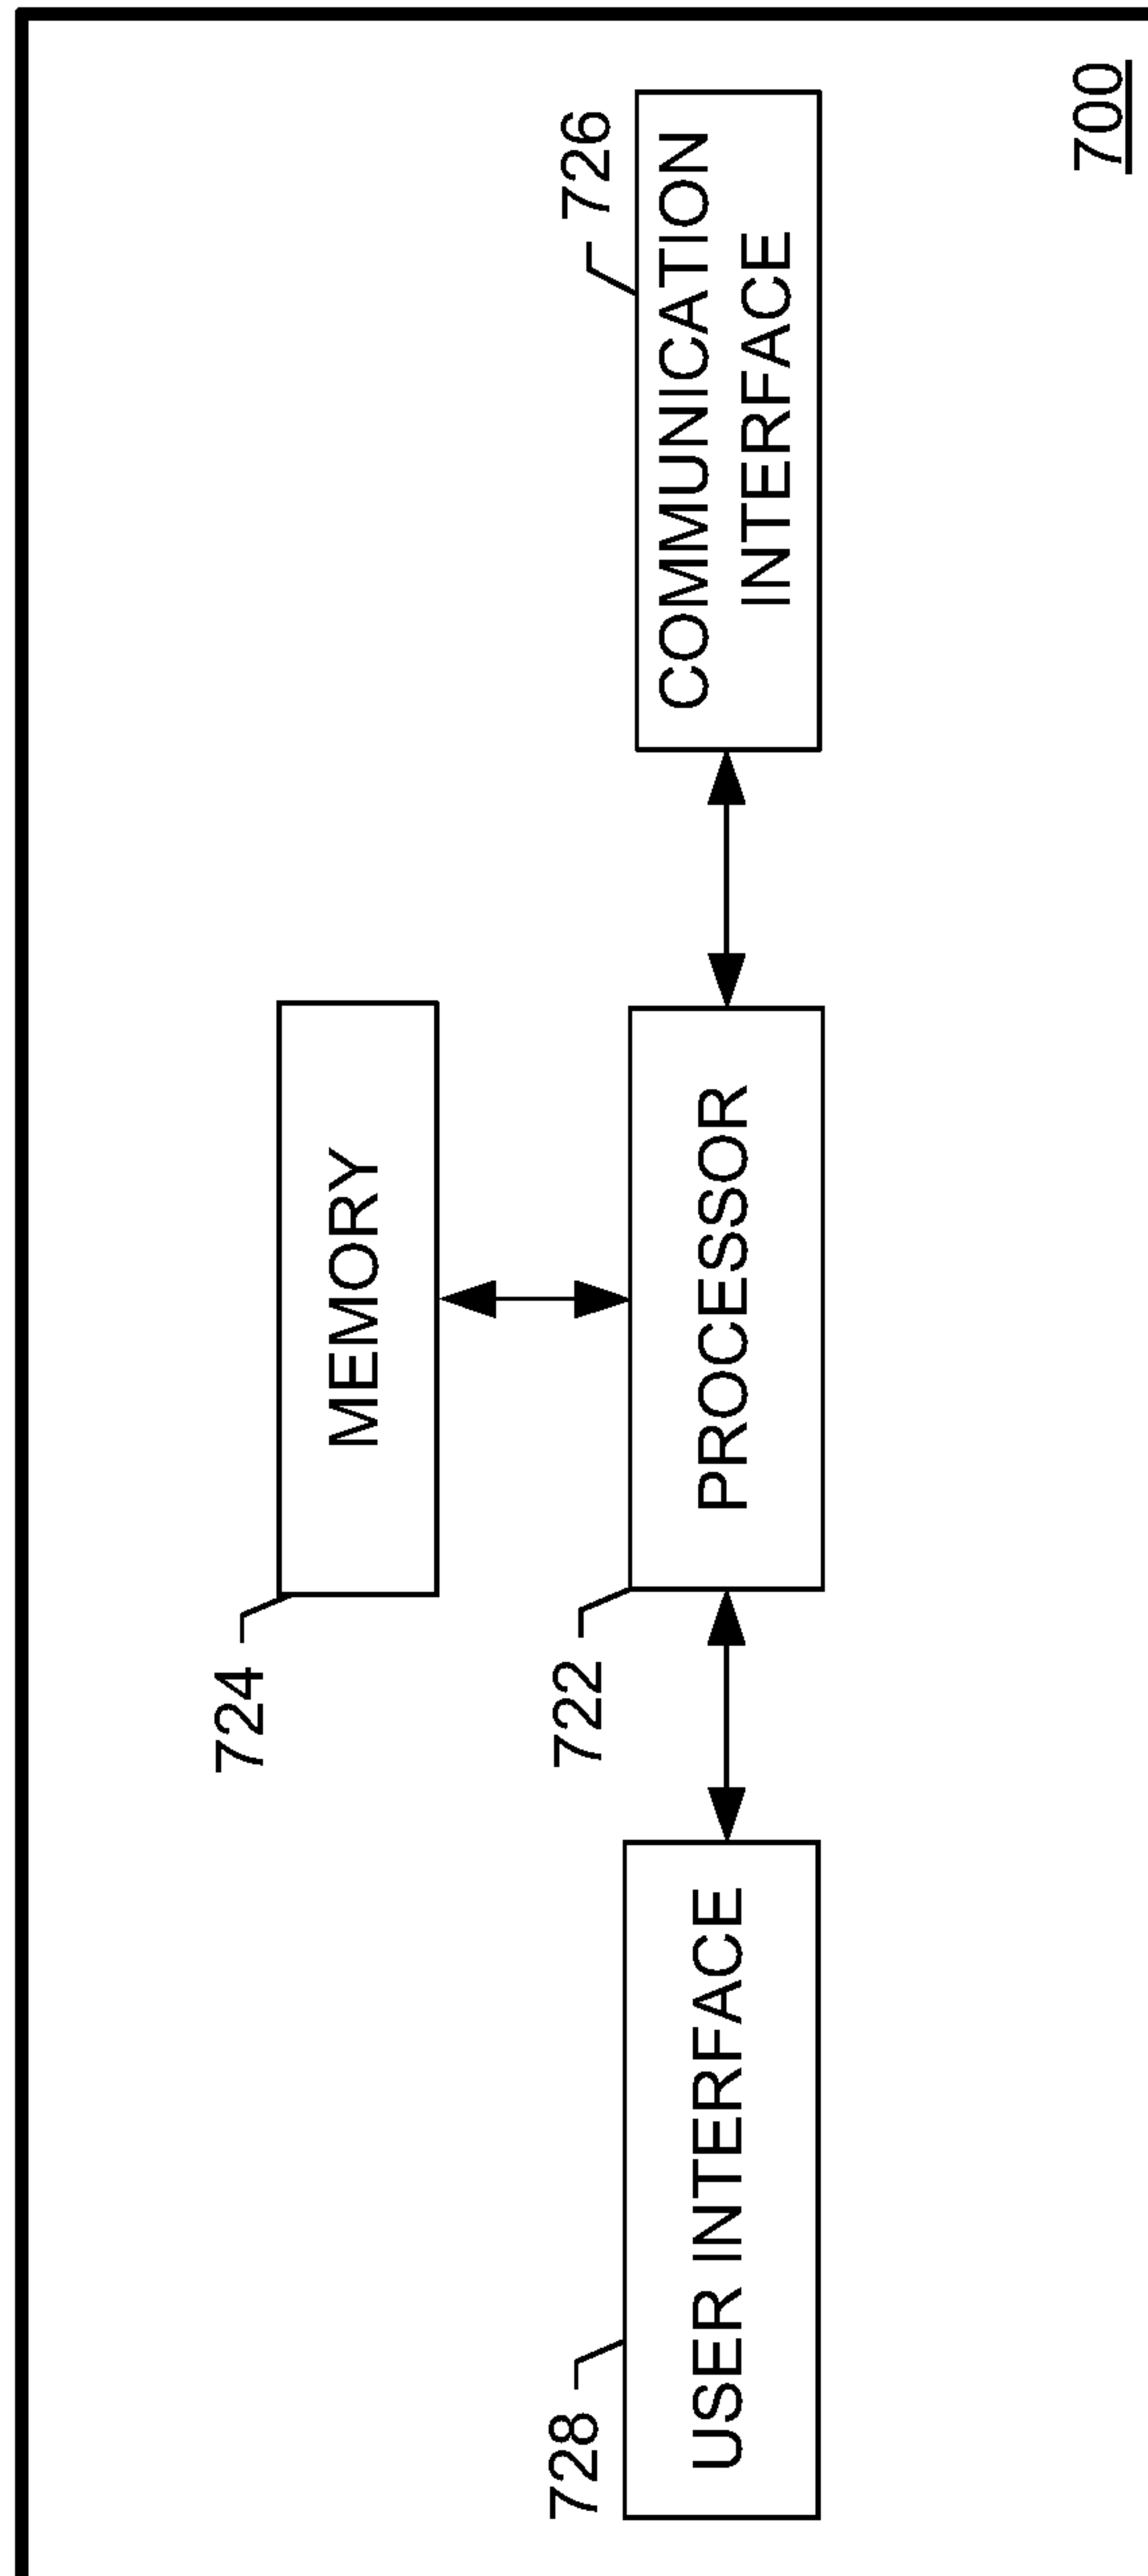 724
MEMORY
728
722
726
USER INTERFACE
PROCESSOR
COMMUNICATION
INTERFACE
700